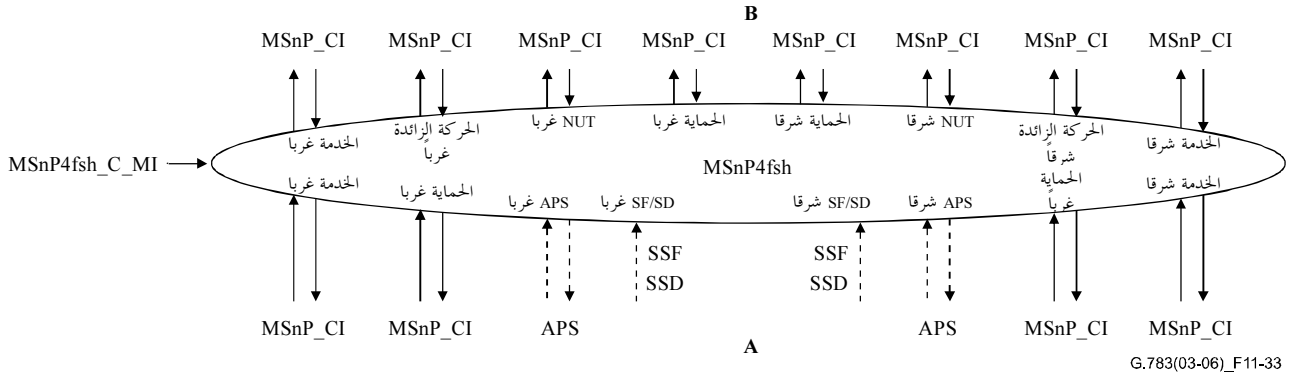 B
MSnP_CI MSnP_CI MSnP_CI MSnP_CI MSnP_CI MSnP_CI MSnP_CI MSnP_CI
الخدمة غربا
الحركة الزائدة
غرباً
NUT غربا
الحماية غربا
الحماية شرقا
NUT شرقا
الحركة الزائدة
شرقاً
الخدمة شرقا
MSnP4fsh_C_MI
MSnP4fsh
الخدمة غربا
الحماية غربا
APS غربا
SF/SD غربا
SF/SD شرقا
APS شرقا
الحماية
غرباً
الخدمة شرقا
SSF SSF
SSD SSD
MSnP_CI MSnP_CI APS APS MSnP_CI MSnP_CI
A
G.783(03-06)_F11-33